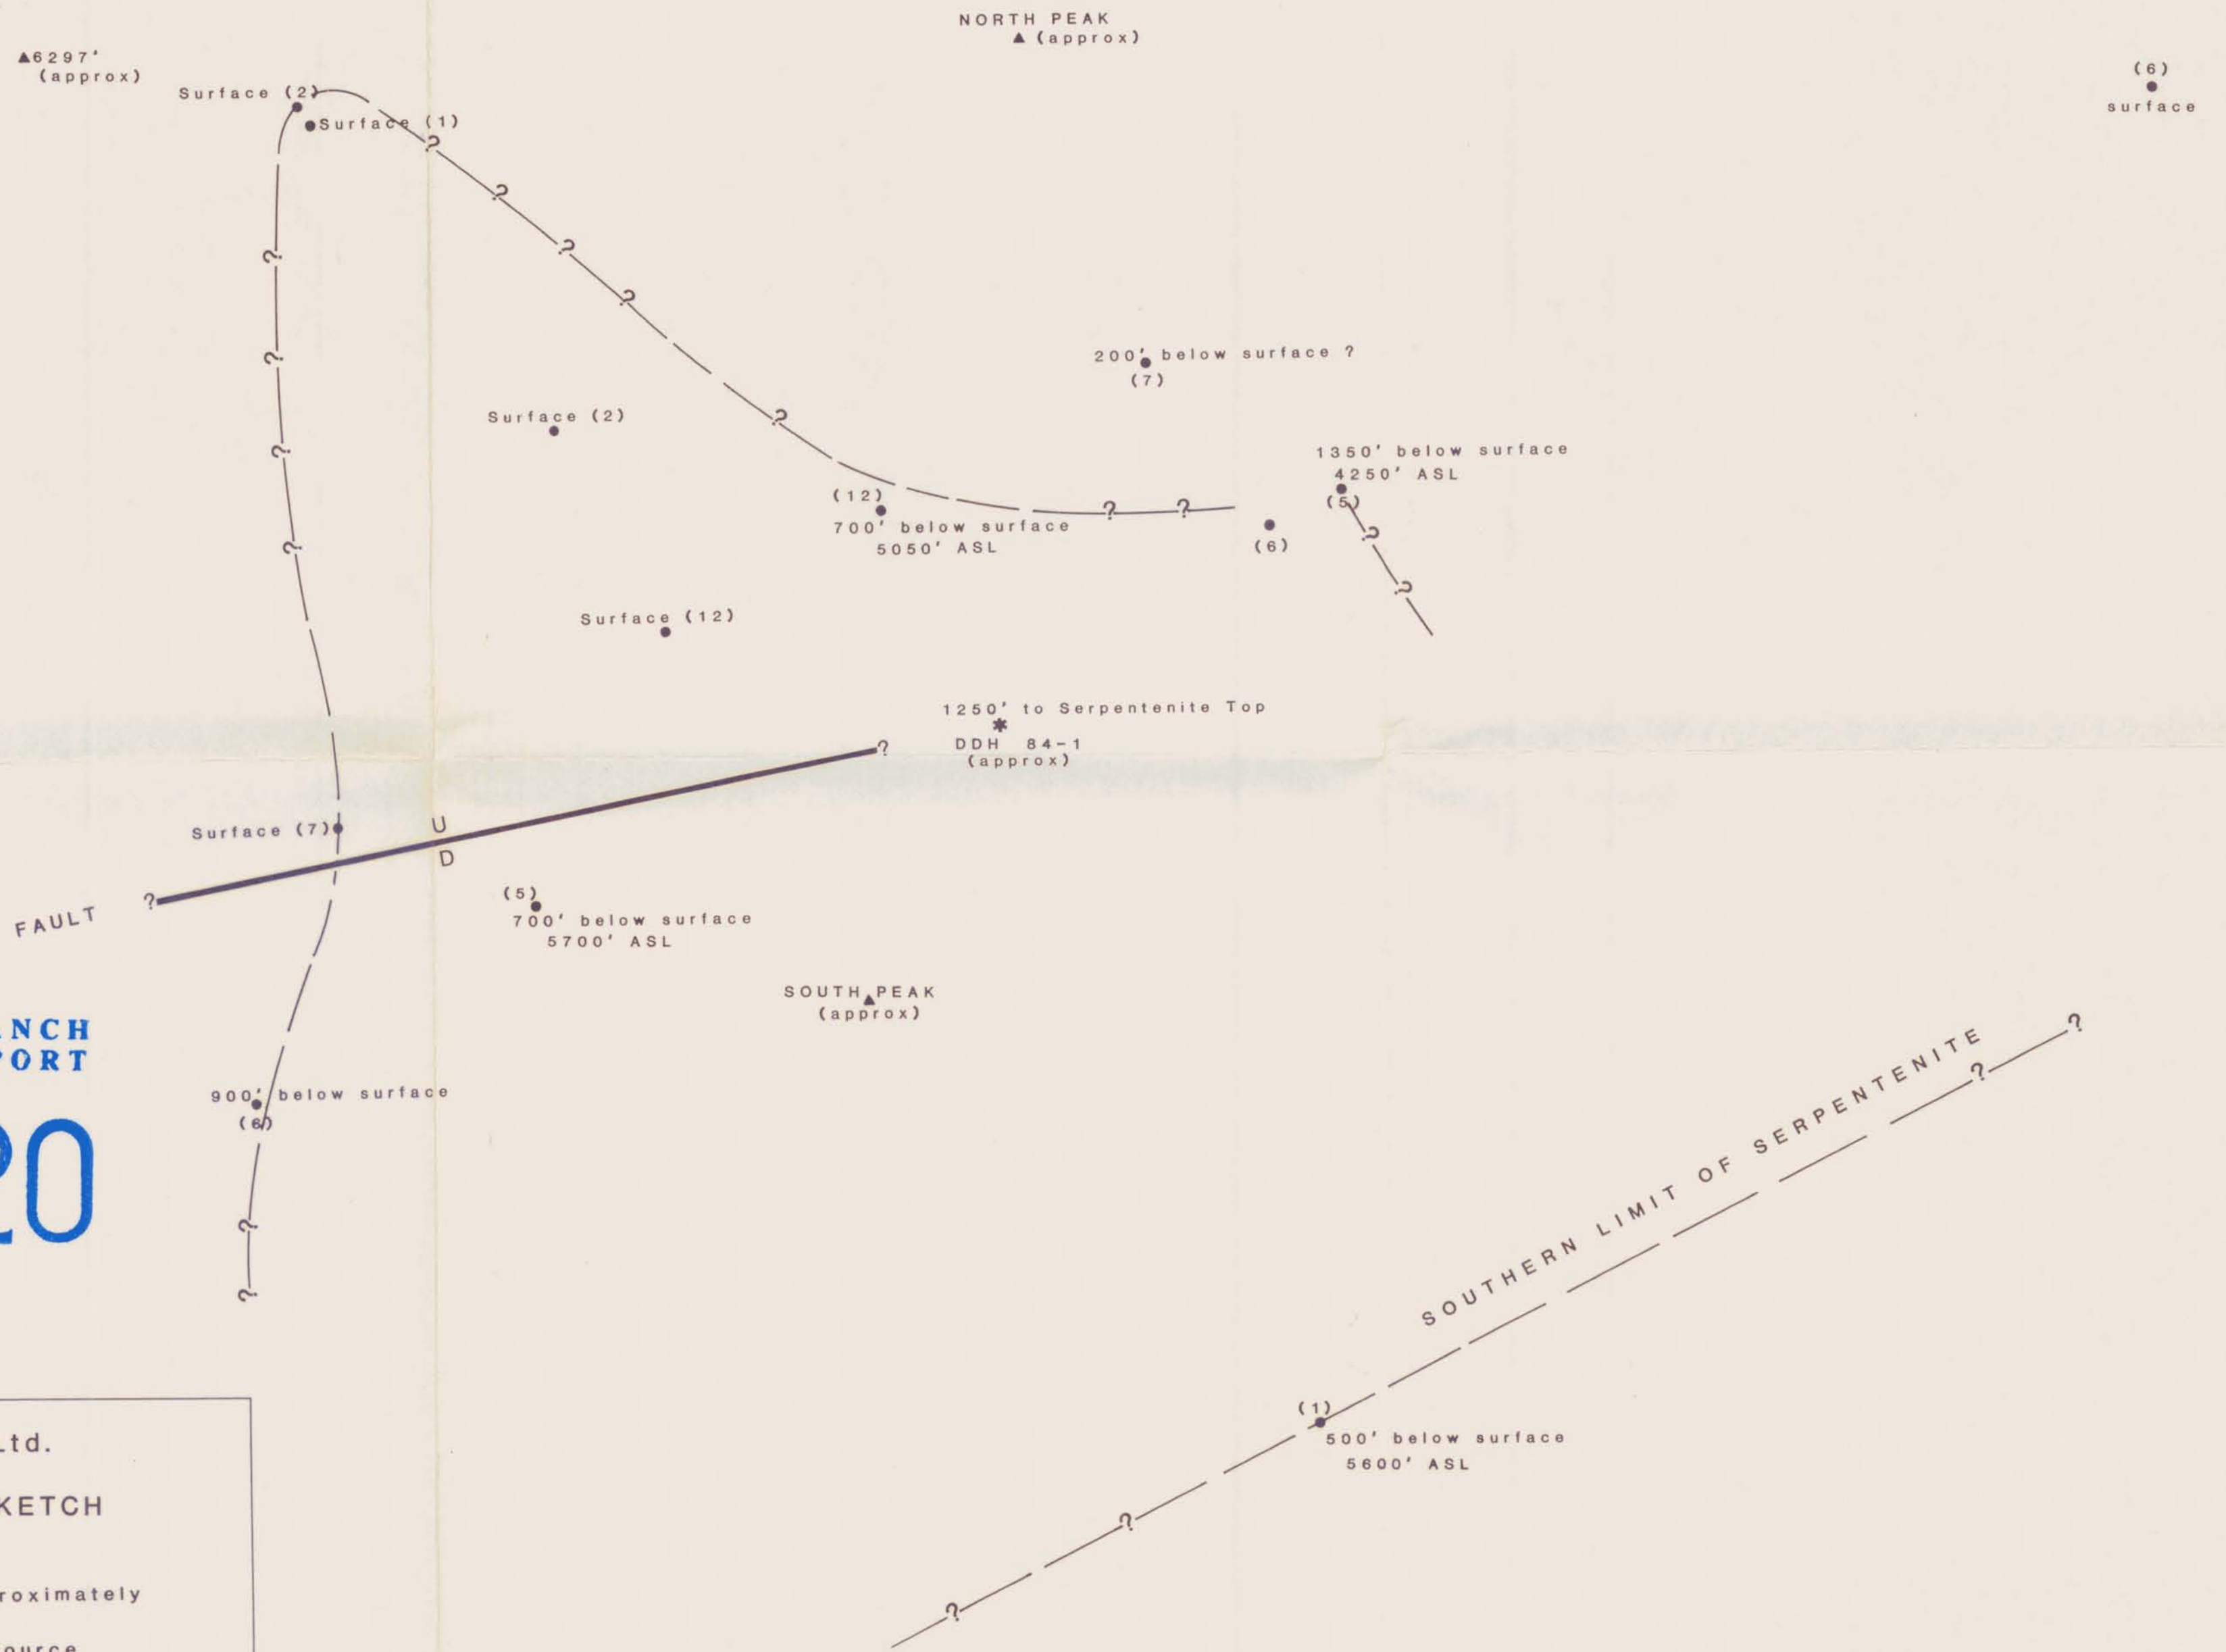 NORTH PEAK
▲ (approx)
▲6297'
(approx)
(6)
surface
Surface (2)
Surface (1)
?
?
?
?
?
?
?
?
?
200' below surface ?
(7)
Surface (2)
1350' below surface
4250' ASL
(5)
(12)
700' below surface
5050' ASL
? ?
(6)
?
?
Surface (12)
1250' to Serpentenite Top
*
DDH 84-1
(approx)
?
Surface (7)
U
D
?
FAULT
(5)
700' below surface
5700' ASL
SOUTH PEAK
(approx)
NCH
ORT
20
900' below surface
(6)
?
?
SOUTHERN LIMIT OF SERPENTENITE
?
?
(1)
500' below surface
5600' ASL
?
?
Ltd.
KETCH
roximately
ource